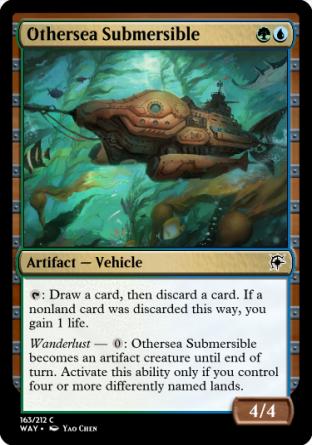 Othersea Submersible
Artifact — Vehicle
: Draw a card, then discard a card. If a
nonland card was discarded this way, you
gain 1 life.
Wanderlust — 0: Othersea Submersible
becomes an artifact creature until end of
turn. Activate this ability only if you control
four or more differently named lands.
4/4
163/212 C
WAY • Yao Chen